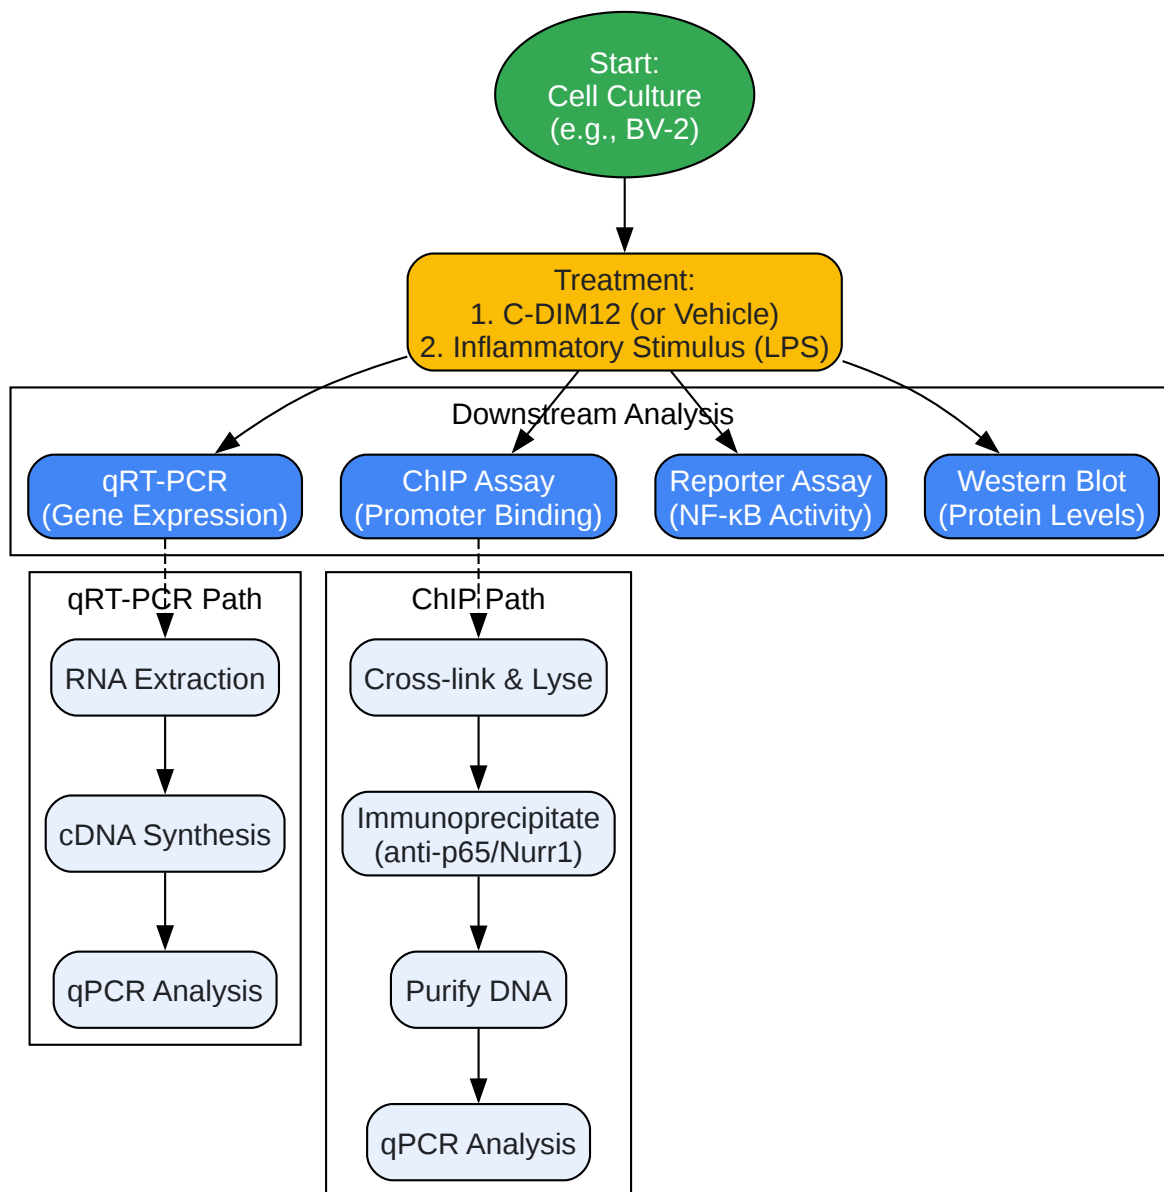 Start:
Cell Culture
(e.g., BV-2)
Treatment:
1. C-DIM12 (or Vehicle)
2. Inflammatory Stimulus (LPS)
Downstream Analysis
qRT-PCR
(Gene Expression)
ChIP Assay
(Promoter Binding)
Reporter Assay
(NF-κB Activity)
Western Blot
(Protein Levels)
qRT-PCR Path
RNA Extraction
cDNA Synthesis
qPCR Analysis
ChIP Path
Cross-link & Lyse
Immunoprecipitate
(anti-p65/Nurr1)
Purify DNA
qPCR Analysis